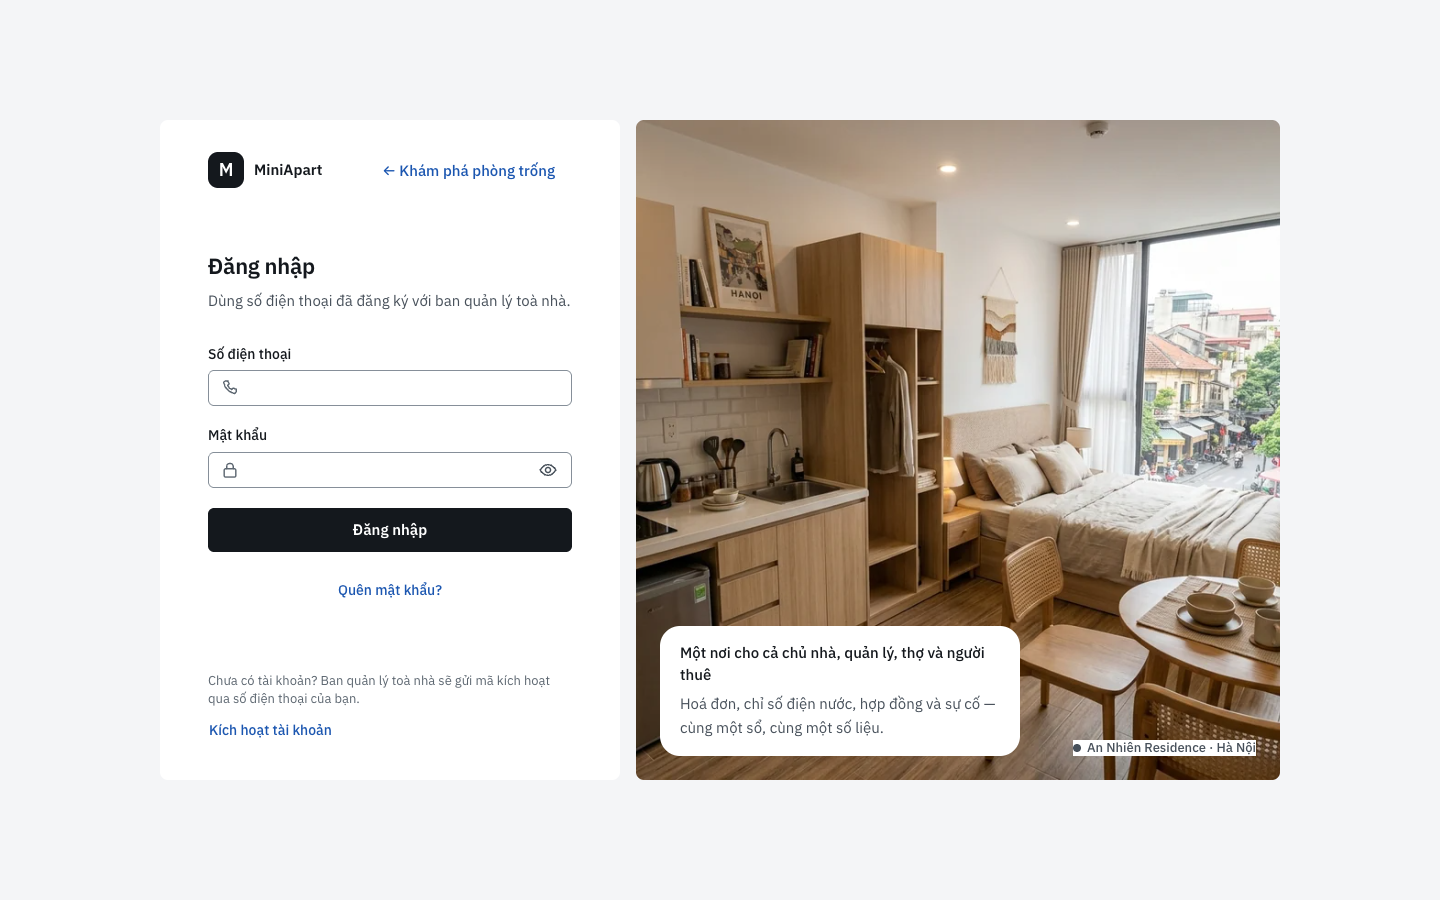 M MiniApart
← Khám phá phòng trống
Đăng nhập
Dùng số điện thoại đã đăng ký với ban quản lý toà nhà.
Số điện thoại
Mật khẩu
Đăng nhập
Quên mật khẩu?
Chưa có tài khoản? Ban quản lý toà nhà sẽ gửi mã kích hoạt
qua số điện thoại của bạn.
Kích hoạt tài khoản
HANOI
Một nơi cho cả chủ nhà, quản lý, thợ và người
thuê
Hoá đơn, chỉ số điện nước, hợp đồng và sự cố —
cùng một sổ, cùng một số liệu.
An Nhiên Residence · Hà Nội